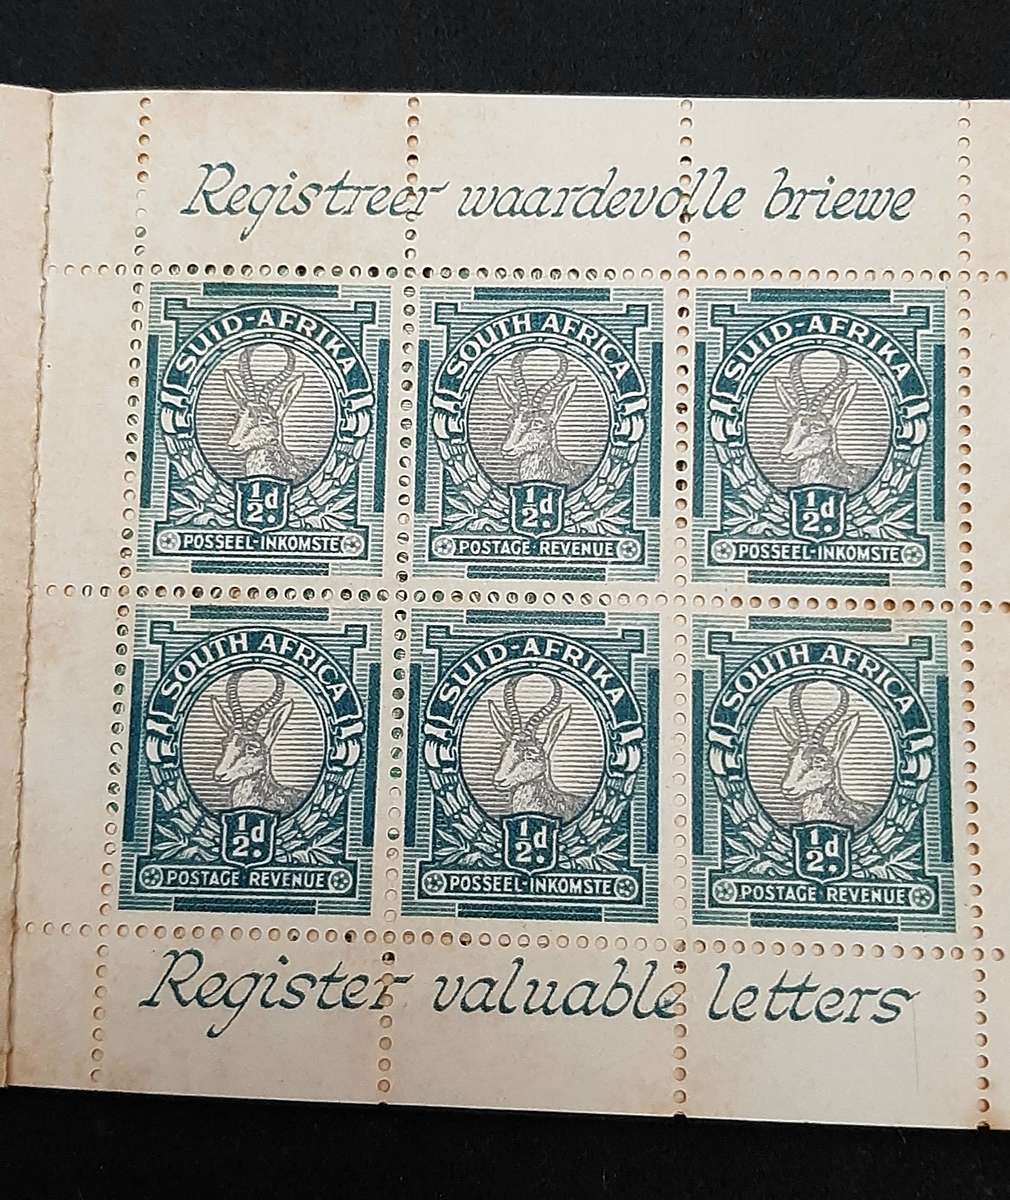 Registreer waardevolle briewe
SUID-AFRIKA SOUTH AFRICA SUID-AFRIKA
½d. ½d. ½d.
POSSEEL-INKOMSTE POSTAGE REVENUE POSSEEL-INKOMSTE
SOUTH AFRICA SUID-AFRIKA SOUTH AFRICA
½d. ½d. ½d.
POSTAGE REVENUE POSSEEL-INKOMSTE POSTAGE REVENUE
Register valuable letters